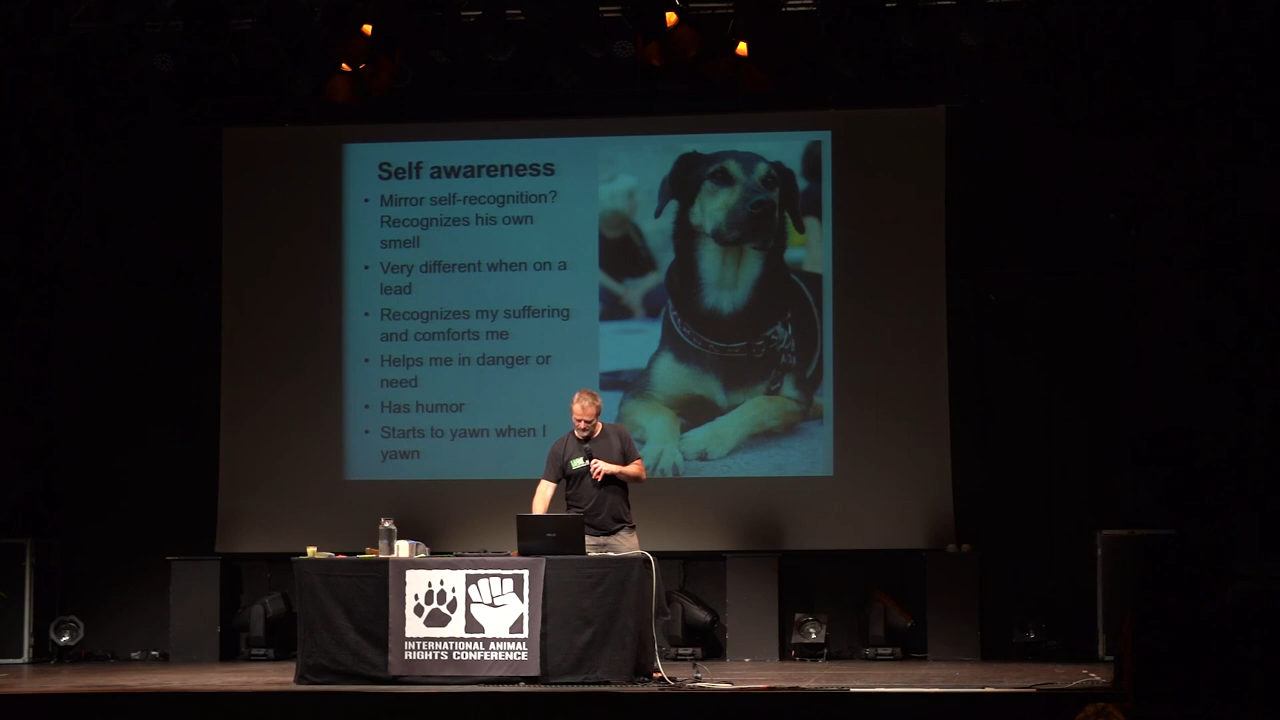 Self awareness
• Mirror self-recognition?
Recognizes his own
smell
• Very different when on a
lead
• Recognizes my suffering
and comforts me
• Helps me in danger or
need
• Has humor
• Starts to yawn when I
yawn
INTERNATIONAL ANIMAL
RIGHTS CONFERENCE